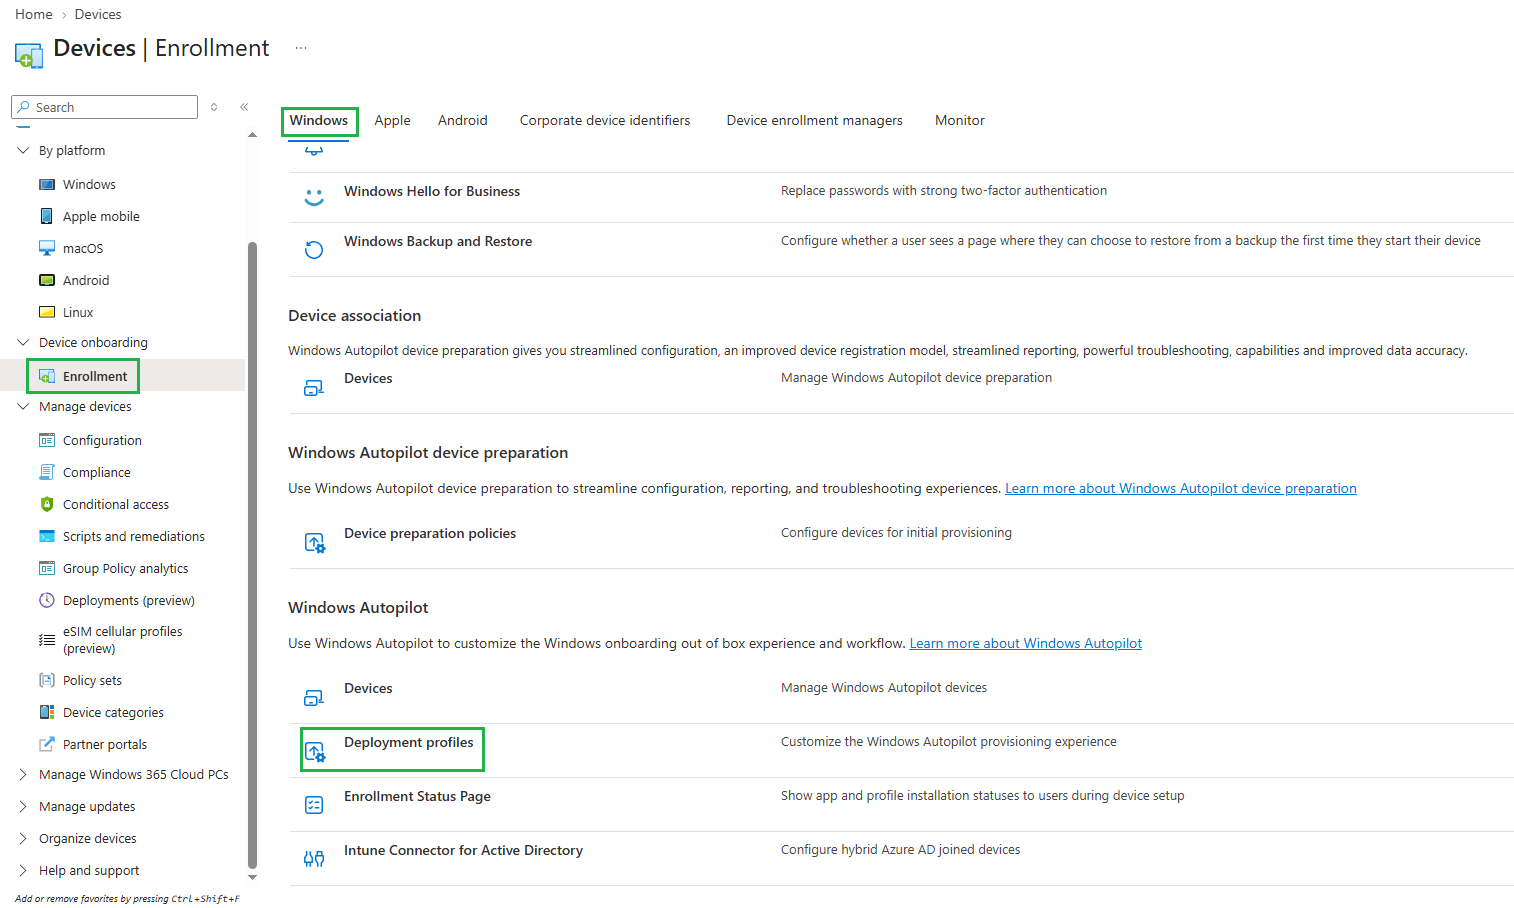 Home > Devices
Devices | Enrollment ...
Search
By platform
Windows
Apple mobile
macOS
Android
Linux
Device onboarding
Enrollment
Manage devices
Configuration
Compliance
Conditional access
Scripts and remediations
Group Policy analytics
Deployments (preview)
eSIM cellular profiles
(preview)
Policy sets
Device categories
Partner portals
Manage Windows 365 Cloud PCs
Manage updates
Organize devices
Help and support
Add or remove favorites by pressing Ctrl+Shift+F
Windows Apple Android Corporate device identifiers Device enrollment managers Monitor
Windows Hello for Business Replace passwords with strong two-factor authentication
Windows Backup and Restore Configure whether a user sees a page where they can choose to restore from a backup the first time they start their device
Device association
Windows Autopilot device preparation gives you streamlined configuration, an improved device registration model, streamlined reporting, powerful troubleshooting, capabilities and improved data accuracy.
Devices Manage Windows Autopilot device preparation
Windows Autopilot device preparation
Use Windows Autopilot device preparation to streamline configuration, reporting, and troubleshooting experiences. Learn more about Windows Autopilot device preparation
Device preparation policies Configure devices for initial provisioning
Windows Autopilot
Use Windows Autopilot to customize the Windows onboarding out of box experience and workflow. Learn more about Windows Autopilot
Devices Manage Windows Autopilot devices
Deployment profiles Customize the Windows Autopilot provisioning experience
Enrollment Status Page Show app and profile installation statuses to users during device setup
Intune Connector for Active Directory Configure hybrid Azure AD joined devices